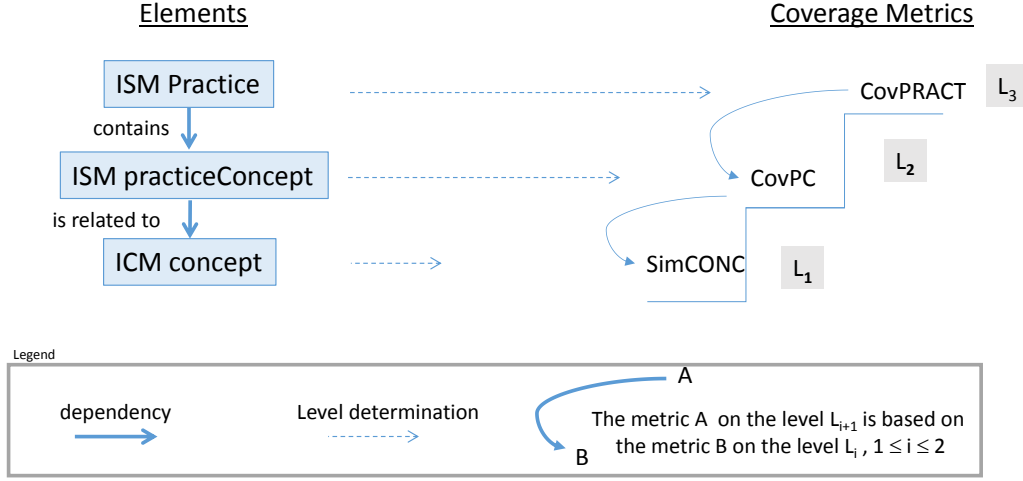 Elements
Coverage Metrics
ISM Practice
CovPRACT
L3
contains
ISM practiceConcept
CovPC
L2
is related to
ICM concept
SimCONC
L1
Legend
dependency
Level determination
A
B
The metric A on the level Li+1 is based on
the metric B on the level Li , 1 ≤ i ≤ 2